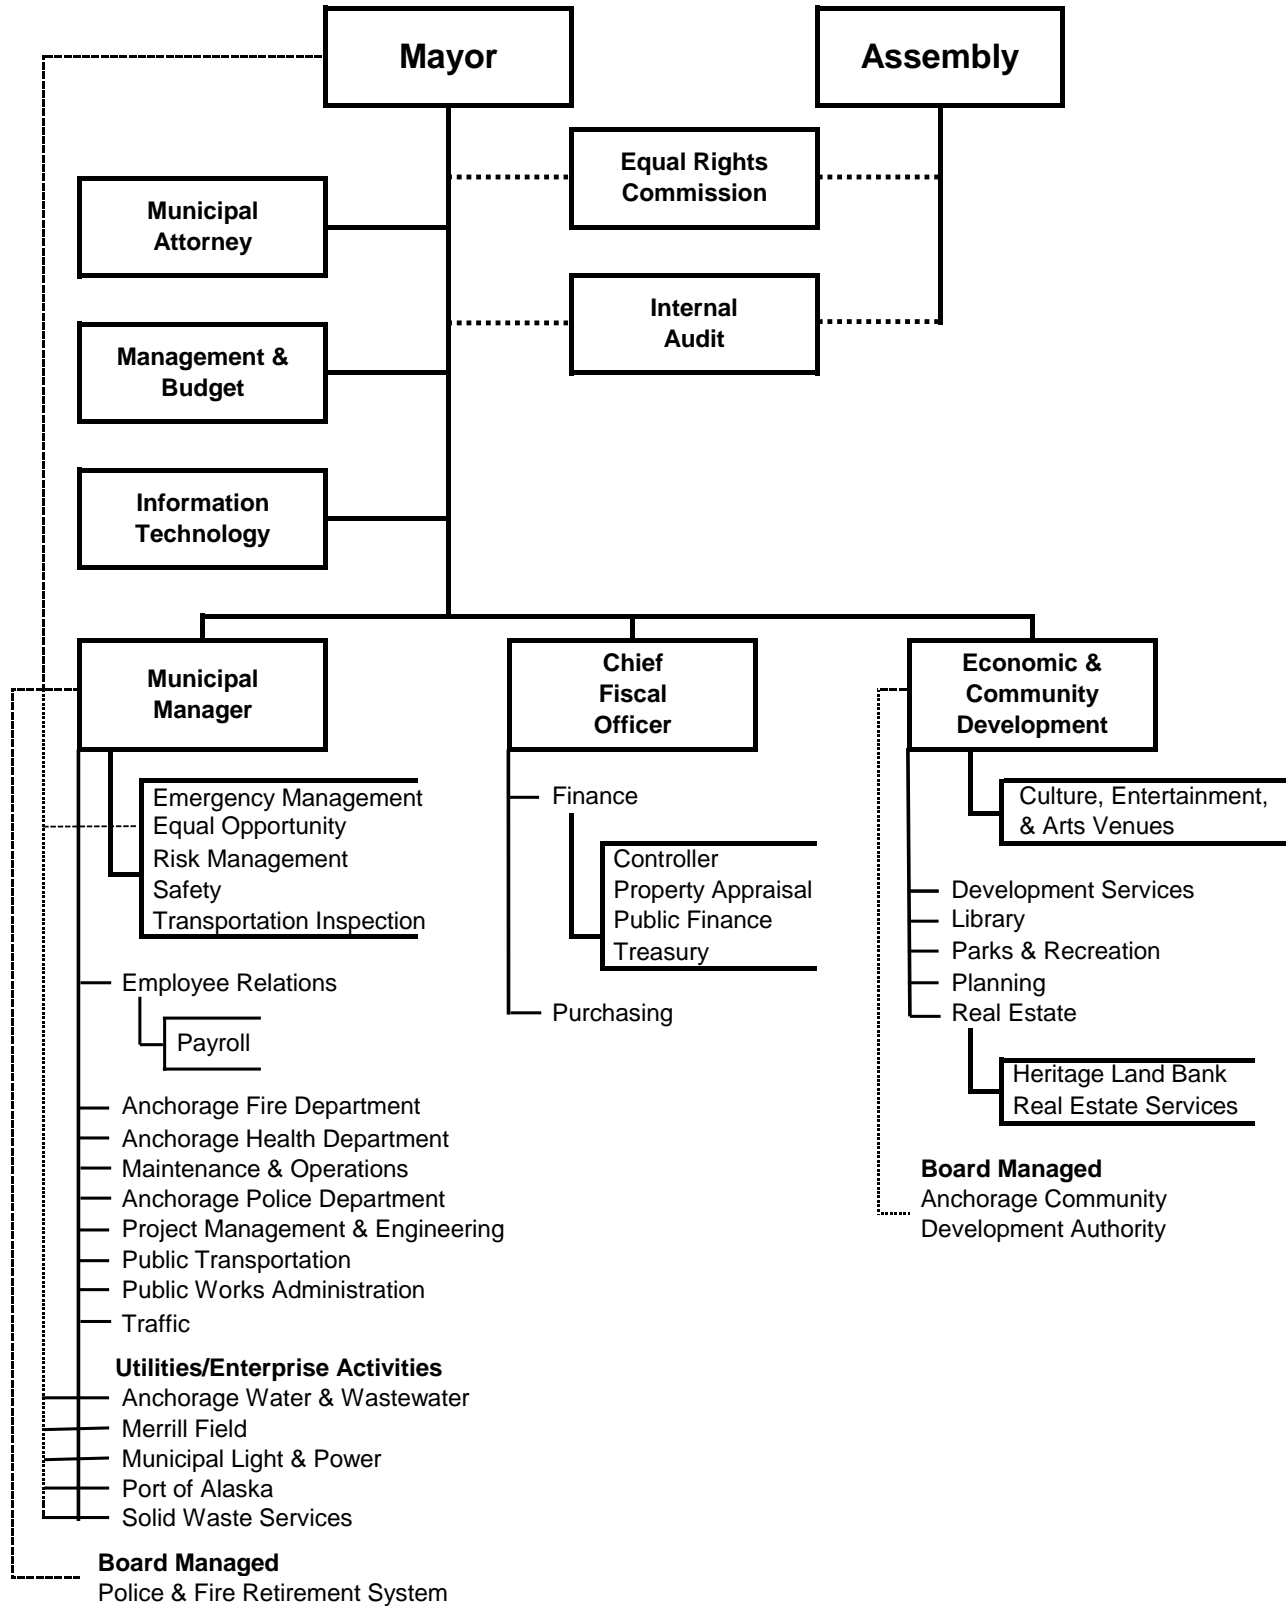 Mayor
Assembly
Equal Rights
Commission
Municipal
Attorney
Internal
Audit
Management &
Budget
Information
Technology
Municipal
Manager
Chief
Fiscal
Officer
Economic &
Community
Development
Emergency Management
Equal Opportunity
Risk Management
Safety
Transportation Inspection
Employee Relations
Payroll
Anchorage Fire Department
Anchorage Health Department
Maintenance & Operations
Anchorage Police Department
Project Management & Engineering
Public Transportation
Public Works Administration
Traffic
Utilities/Enterprise Activities
Anchorage Water & Wastewater
Merrill Field
Municipal Light & Power
Port of Alaska
Solid Waste Services
Board Managed
Police & Fire Retirement System
Finance
Controller
Property Appraisal
Public Finance
Treasury
Purchasing
Culture, Entertainment,
& Arts Venues
Development Services
Library
Parks & Recreation
Planning
Real Estate
Heritage Land Bank
Real Estate Services
Board Managed
Anchorage Community
Development Authority